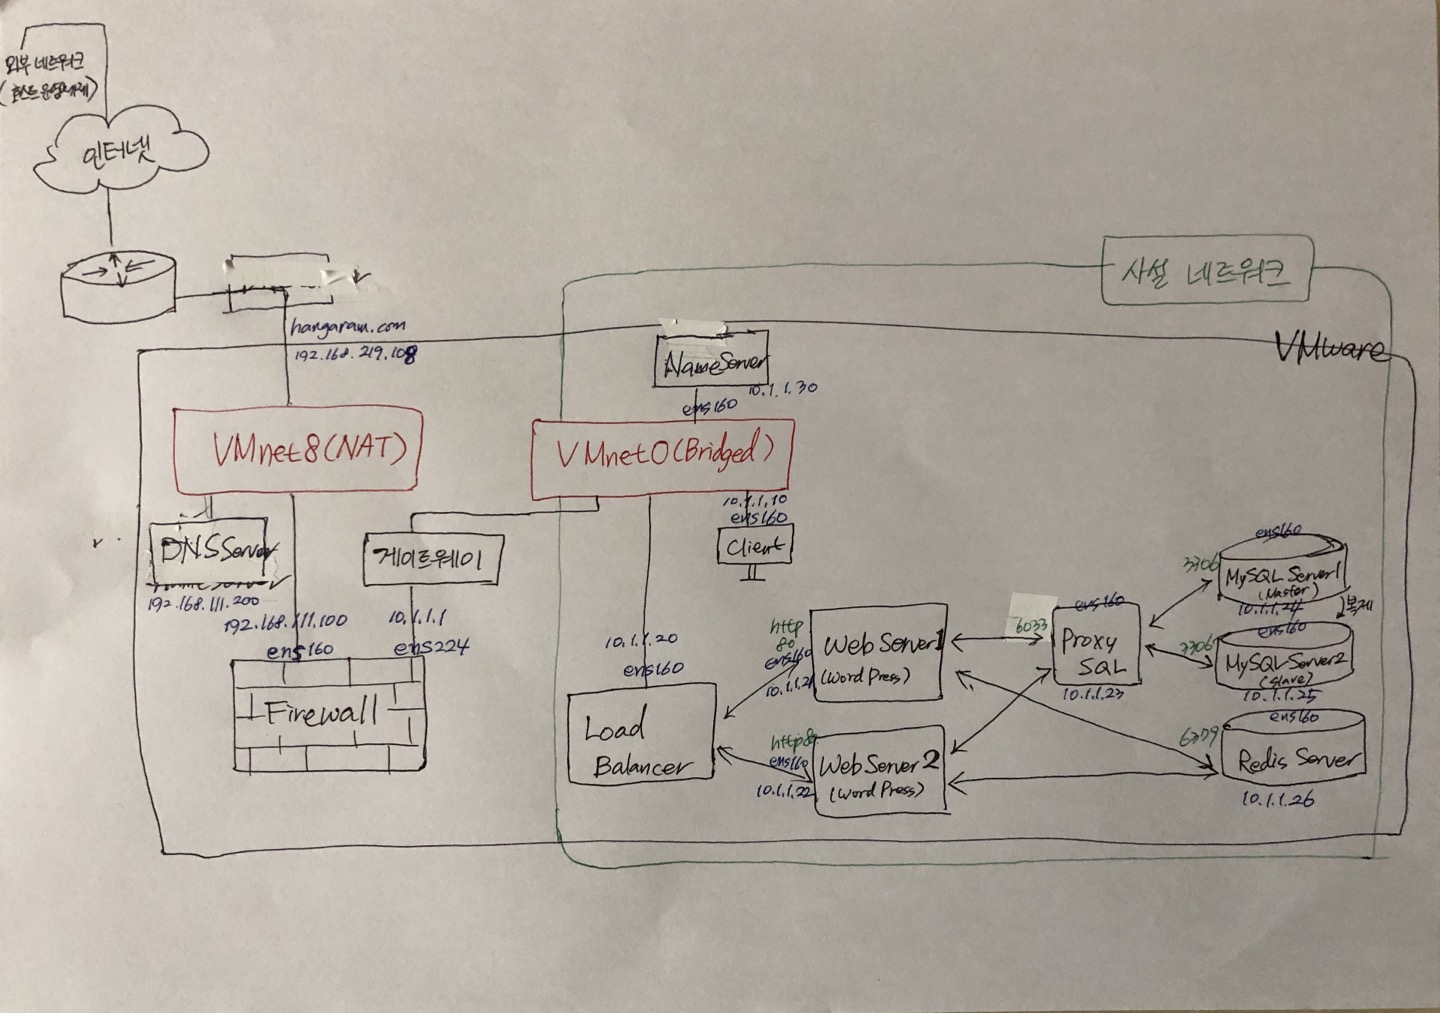 외부 네트워크
(호스트 운영체제)
인터넷
사설 네트워크
hangaram.com
192.168.219.108
VMware
NameServer
10.1.1.30
ens160
VMnet8(NAT)
VMnet0(Bridged)
10.1.1.10
ens160
Client
DNSServer
192.168.111.200
게이트웨이
192.168.111.100
ens160
10.1.1.1
ens224
Firewall
10.1.1.20
ens160
Load
Balancer
http
80
ens160
10.1.1.21
WebServer1
(Word Press)
http80
ens160
10.1.1.22
WebServer2
(Word Press)
6033
ens160
Proxy
SQL
10.1.1.23
ens160
3306
MySQL Server1
(Master)
10.1.1.24
복제
ens160
3306
MySQL Server2
(Slave)
10.1.1.25
ens160
6379
Redis Server
10.1.1.26